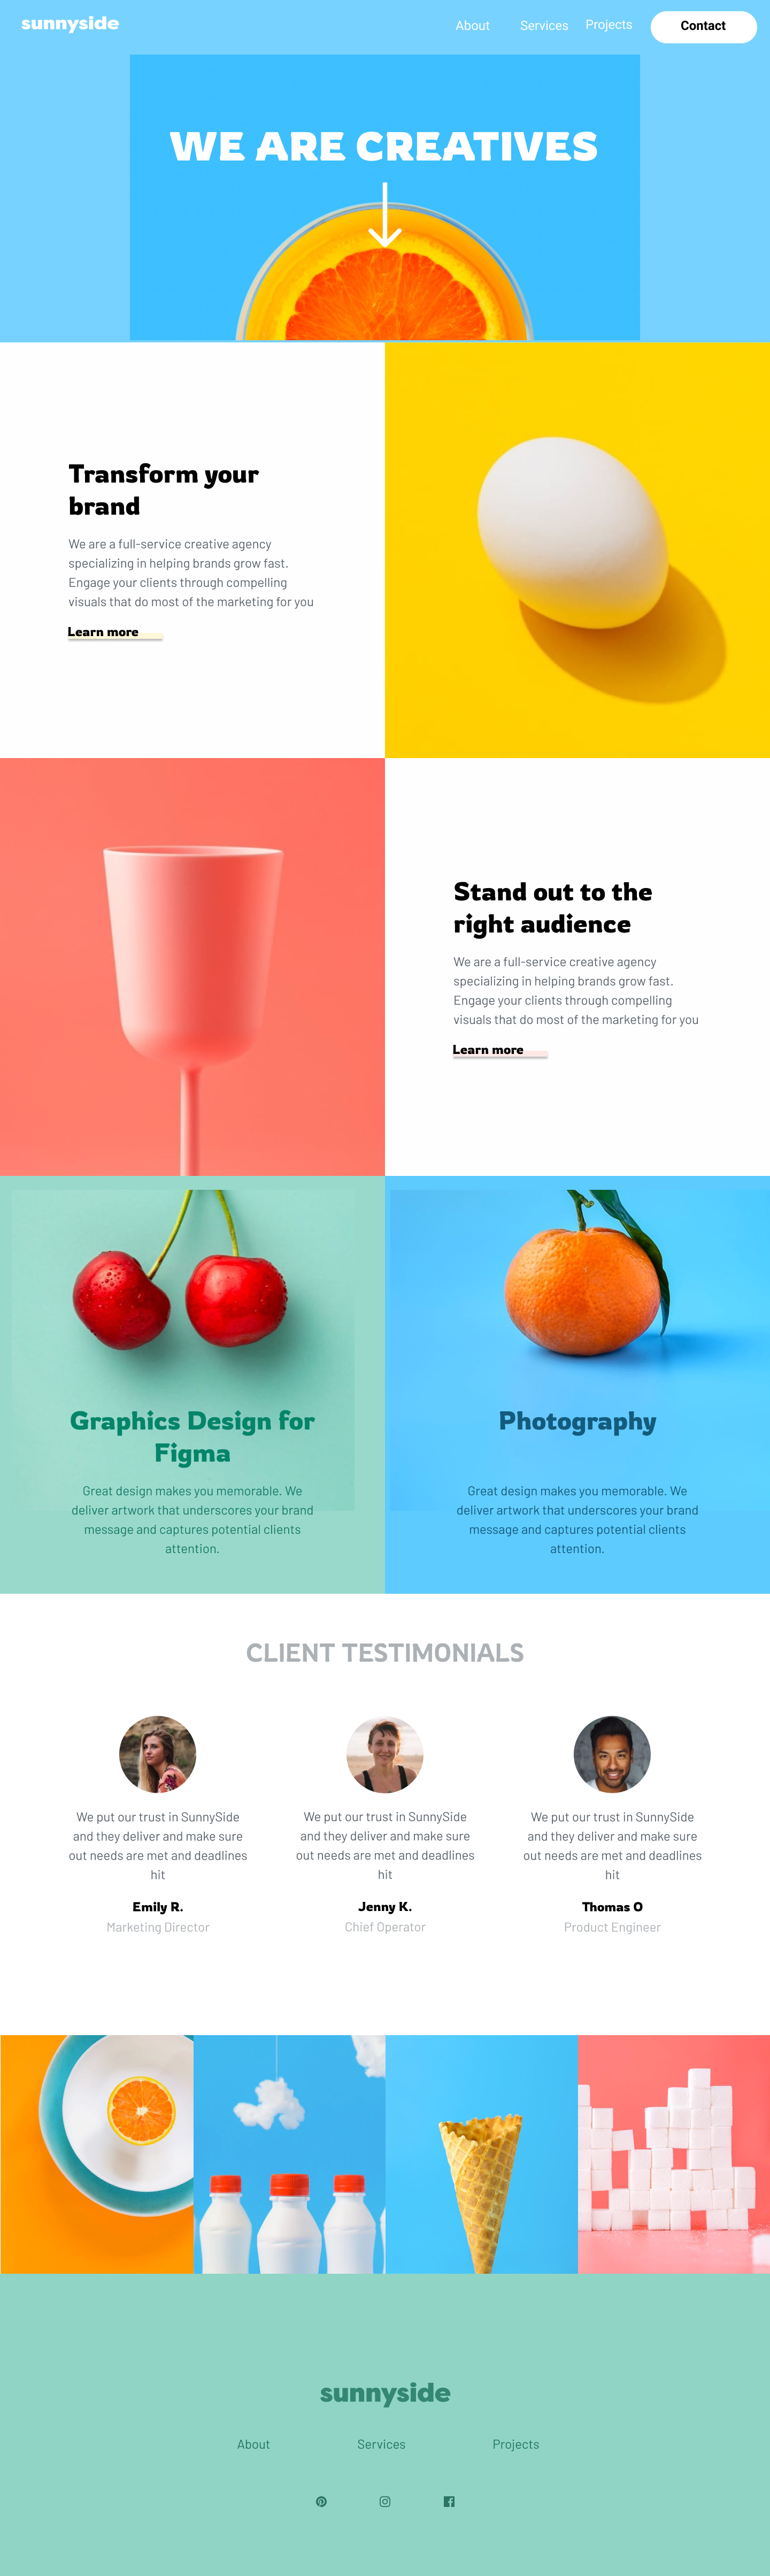 sunnyside
About Services Projects Contact
WE ARE CREATIVES
Transform your
brand
We are a full-service creative agency
specializing in helping brands grow fast.
Engage your clients through compelling
visuals that do most of the marketing for you
Learn more
Stand out to the
right audience
We are a full-service creative agency
specializing in helping brands grow fast.
Engage your clients through compelling
visuals that do most of the marketing for you
Learn more
Graphics Design for
Figma
Great design makes you memorable. We
deliver artwork that underscores your brand
message and captures potential clients
attention.
Photography
Great design makes you memorable. We
deliver artwork that underscores your brand
message and captures potential clients
attention.
CLIENT TESTIMONIALS
We put our trust in SunnySide
and they deliver and make sure
out needs are met and deadlines
hit
Emily R.
Marketing Director
We put our trust in SunnySide
and they deliver and make sure
out needs are met and deadlines
hit
Jenny K.
Chief Operator
We put our trust in SunnySide
and they deliver and make sure
out needs are met and deadlines
hit
Thomas O
Product Engineer
sunnyside
About Services Projects